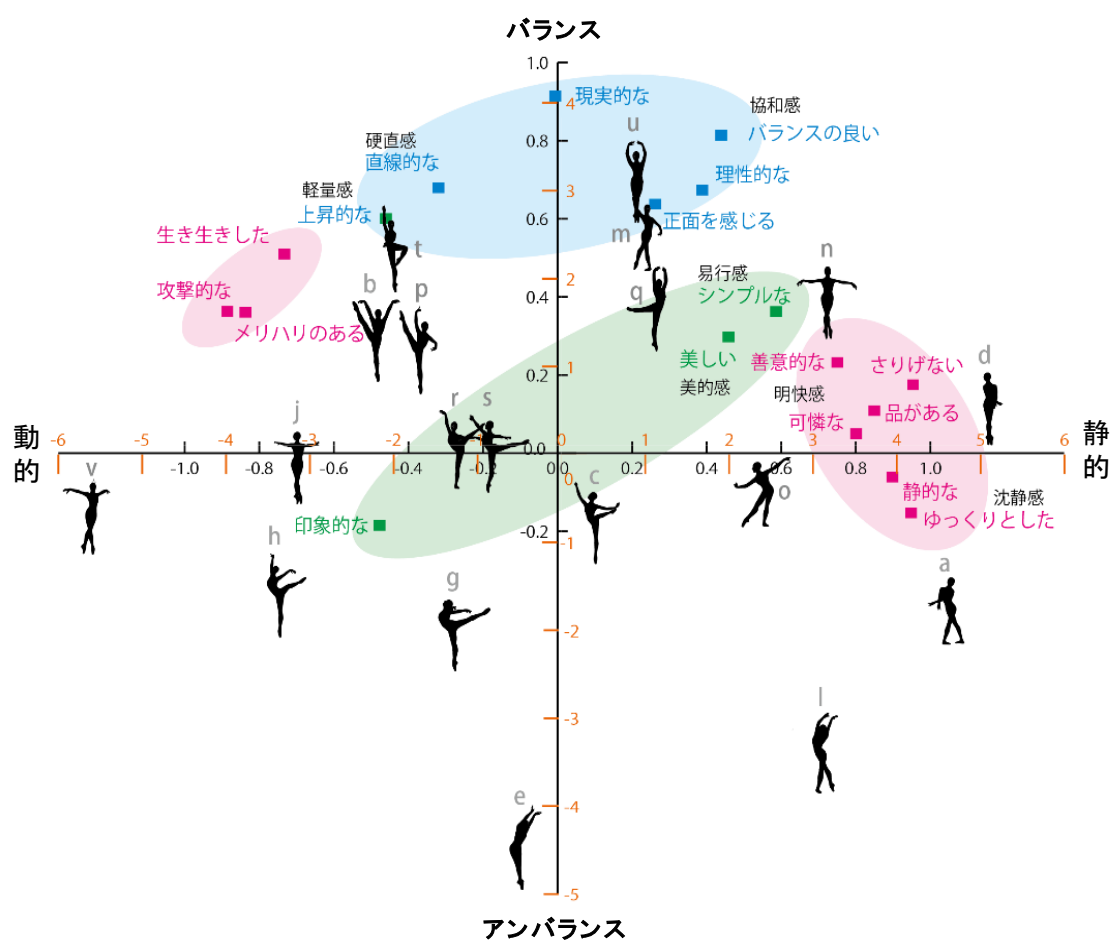 バランス
1.0
現実的な
4
協和感
u
バランスの良い
0.8
硬直感
直線的な
理性的な
軽量感
3
上昇的な
0.6
正面を感じる
生き生きした
m
t
n
易行感
2
攻撃的な
b
p
q
シンプルな
0.4
メリハリのある
美しい
善意的な
さりげない
d
1
0.2
美的感
明快感
r
s
可憐な
品がある
j
動的
-6
-5
-4
-3
-2
-1
0.0
0
1
2
3
4
5
6
静的
v
-1.0
-0.8
-0.6
-0.4
-0.2
0.0
0.2
0.4
0.6
0.8
1.0
0
c
o
静的な
沈静感
印象的な
ゆっくりとした
-0.2
-1
h
a
g
-2
l
-3
e
-4
-5
アンバランス